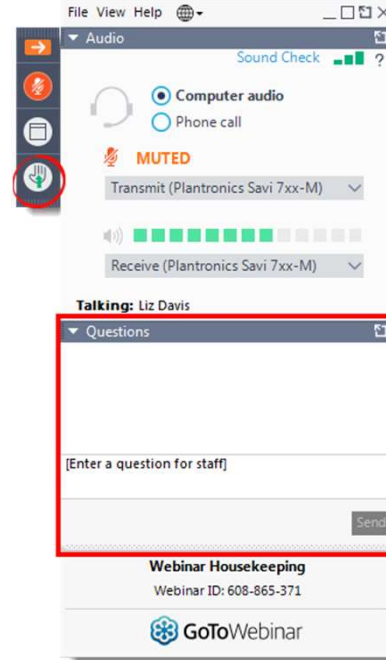 File View Help
Audio
Sound Check ?
Computer audio
Phone call
MUTED
Transmit (Plantronics Savi 7xx-M)
Receive (Plantronics Savi 7xx-M)
Talking: Liz Davis
Questions
[Enter a question for staff]
Send
Webinar Housekeeping
Webinar ID: 608-865-371
GoToWebinar